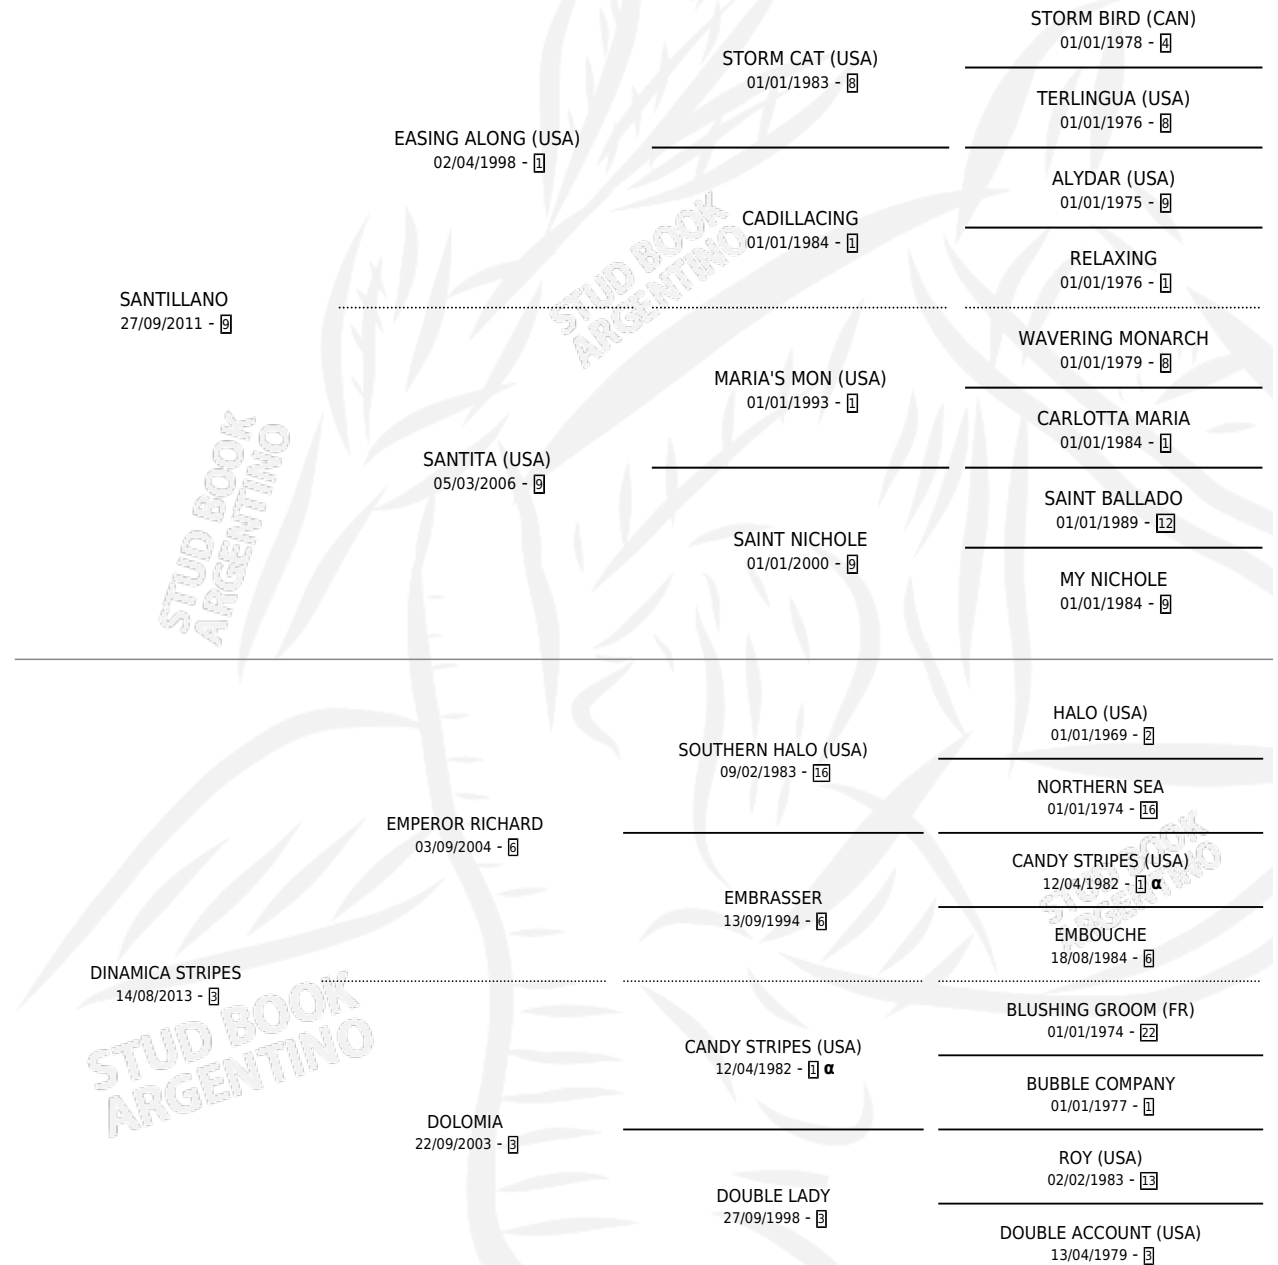 STORM BIRD (CAN)
01/01/1978 - 4
STORM CAT (USA)
01/01/1983 - 8
TERLINGUA (USA)
01/01/1976 - 8
EASING ALONG (USA)
02/04/1998 - 1
ALYDAR (USA)
01/01/1975 - 9
CADILLACING
01/01/1984 - 1
RELAXING
01/01/1976 - 1
SANTILLANO
27/09/2011 - 9
WAVERING MONARCH
01/01/1979 - 8
MARIA'S MON (USA)
01/01/1993 - 1
CARLOTTA MARIA
01/01/1984 - 1
SANTITA (USA)
05/03/2006 - 9
SAINT BALLADO
01/01/1989 - 12
SAINT NICHOLE
01/01/2000 - 9
MY NICHOLE
01/01/1984 - 9
HALO (USA)
01/01/1969 - 2
SOUTHERN HALO (USA)
09/02/1983 - 16
NORTHERN SEA
01/01/1974 - 16
EMPEROR RICHARD
03/09/2004 - 6
CANDY STRIPES (USA)
12/04/1982 - 1 α
EMBRASSER
13/09/1994 - 6
EMBOUCHE
18/08/1984 - 6
DINAMICA STRIPES
14/08/2013 - 3
BLUSHING GROOM (FR)
01/01/1974 - 22
CANDY STRIPES (USA)
12/04/1982 - 1 α
BUBBLE COMPANY
01/01/1977 - 1
DOLOMIA
22/09/2003 - 3
ROY (USA)
02/02/1983 - 13
DOUBLE LADY
27/09/1998 - 3
DOUBLE ACCOUNT (USA)
13/04/1979 - 3
STUD BOOK
ARGENTINO
STUD BOOK
ARGENTINO
STUD BOOK
ARGENTINO
STUD BOOK
ARGENTINO